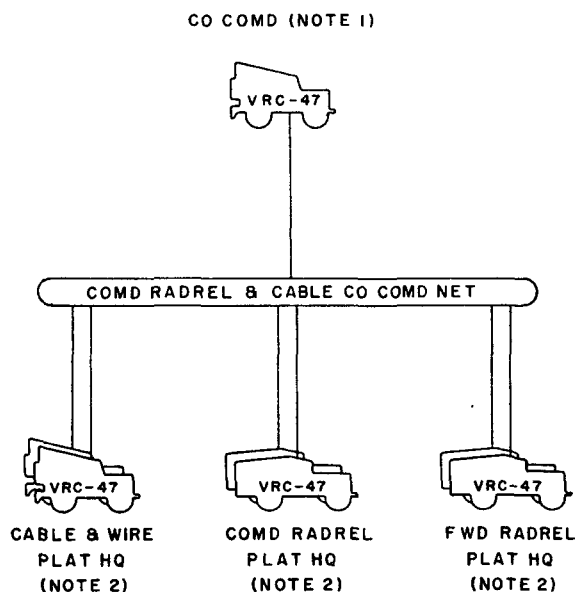 CO COMD (NOTE 1)
VRC-47
COMD RADREL & CABLE CO COMD NET
VRC-47
VRC-47
VRC-47
CABLE & WIRE
PLAT HQ
(NOTE 2)
COMD RADREL
PLAT HQ
(NOTE 2)
FWD RADREL
PLAT HQ
(NOTE 2)